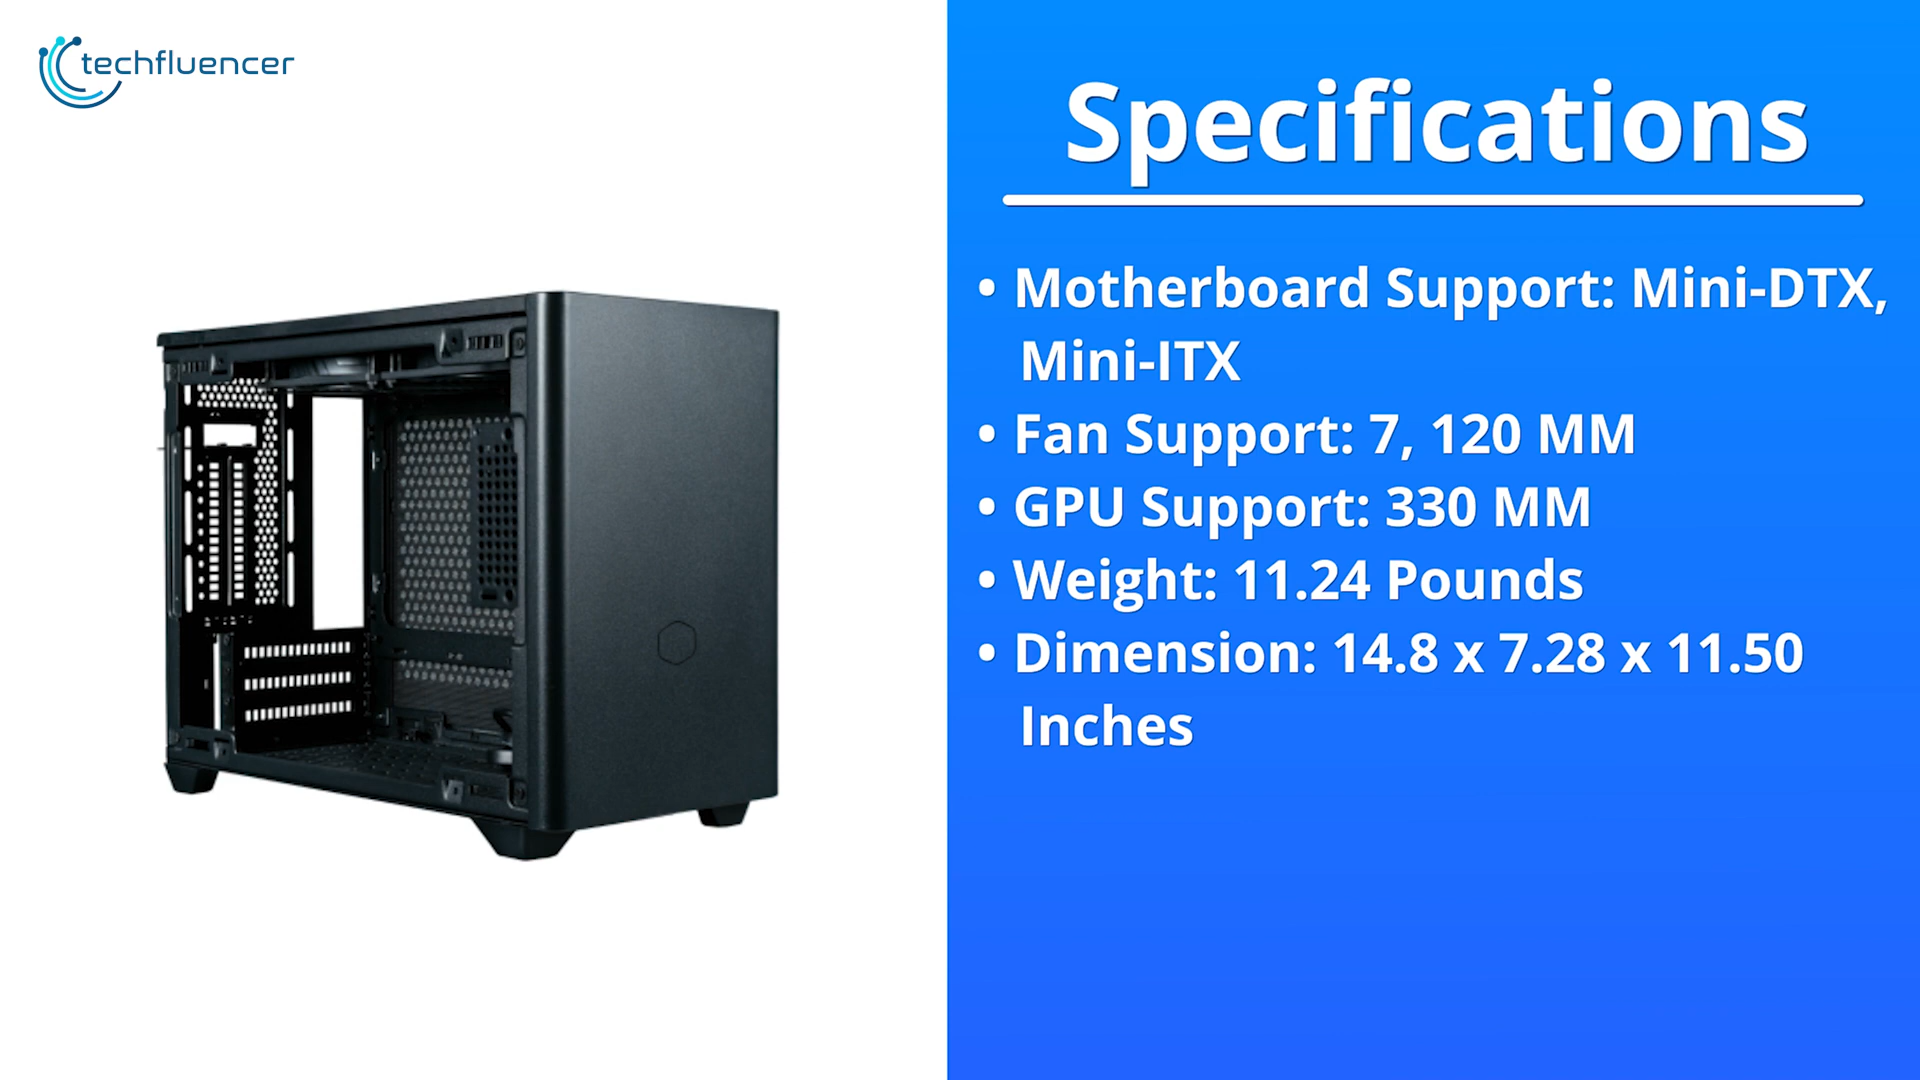 techfluencer
Specifications
• Motherboard Support: Mini-DTX,
Mini-ITX
• Fan Support: 7, 120 MM
• GPU Support: 330 MM
• Weight: 11.24 Pounds
• Dimension: 14.8 x 7.28 x 11.50
Inches